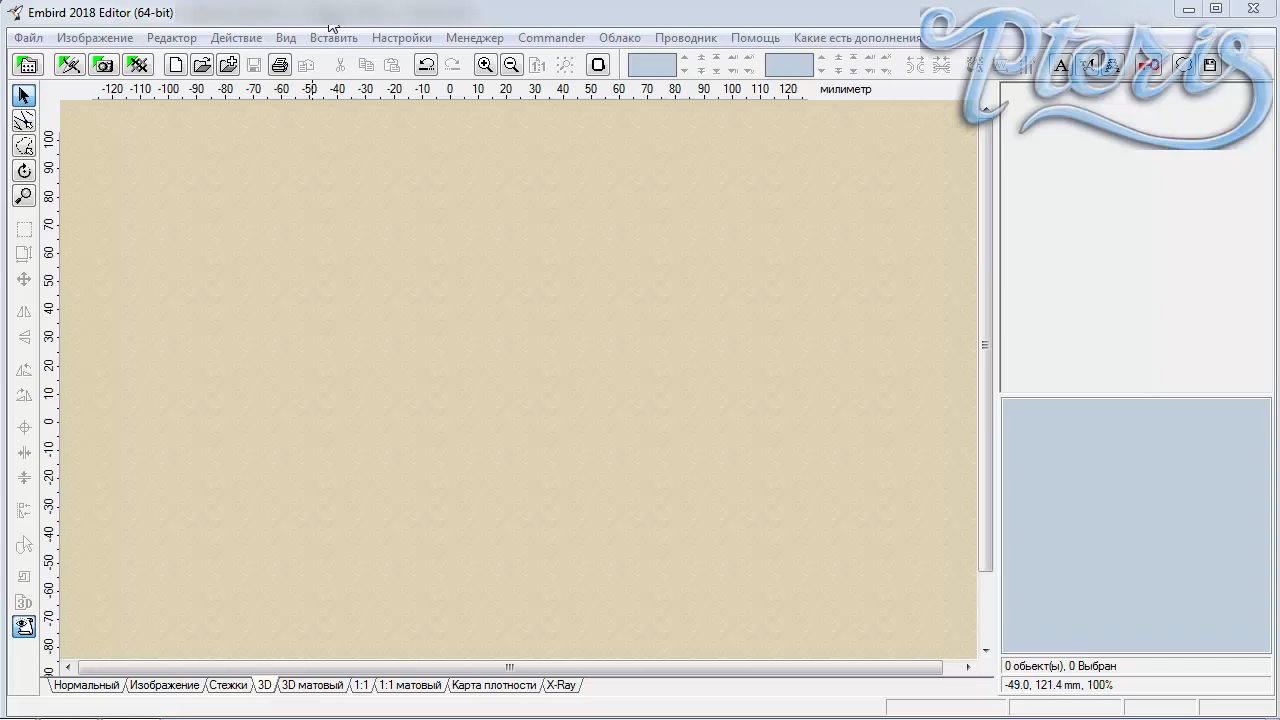 Embird 2018 Editor (64-bit)
Файл Изображение Редактор Действие Вид Вставить Настройки Менеджер Commander Облако Проводник Помощь Какие есть дополнения
Pteris
-120 -110 -100 -90 -80 -70 -60 -50 -40 -30 -20 -10 0 10 20 30 40 50 60 70 80 90 100 110 120 милиметр
100
90
80
70
60
50
40
30
20
10
0
-10
-20
-30
-40
-50
-60
-70
-80
3D
0 обьект(ы), 0 Выбран
-49.0, 121.4 mm, 100%
Нормальный Изображение Стежки 3D 3D матовый 1:1 1:1 матовый Карта плотности X-Ray